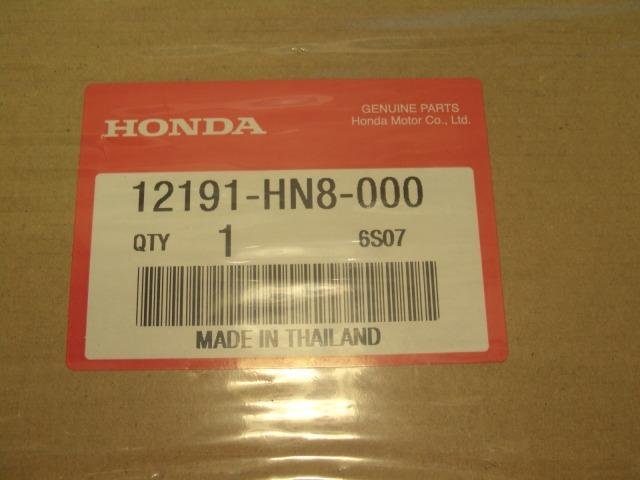 HONDA
GENUINE PARTS
Honda Motor Co., Ltd.
12191-HN8-000
QTY 1 6S07
MADE IN THAILAND